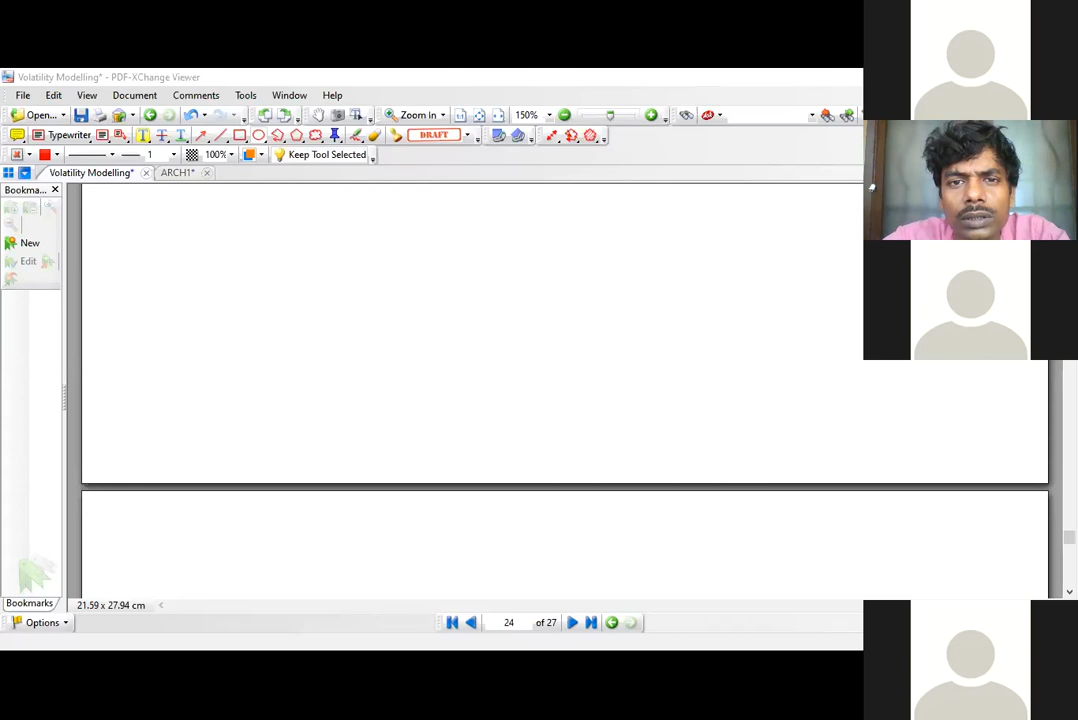 Volatility Modelling* - PDF-XChange Viewer
File Edit View Document Comments Tools Window Help
Open... Zoom In 150%
Typewriter DRAFT
1 100% Keep Tool Selected
Volatility Modelling* ARCH1*
Bookma...
New
Edit
Bookmarks 21.59 x 27.94 cm
Options 24 of 27